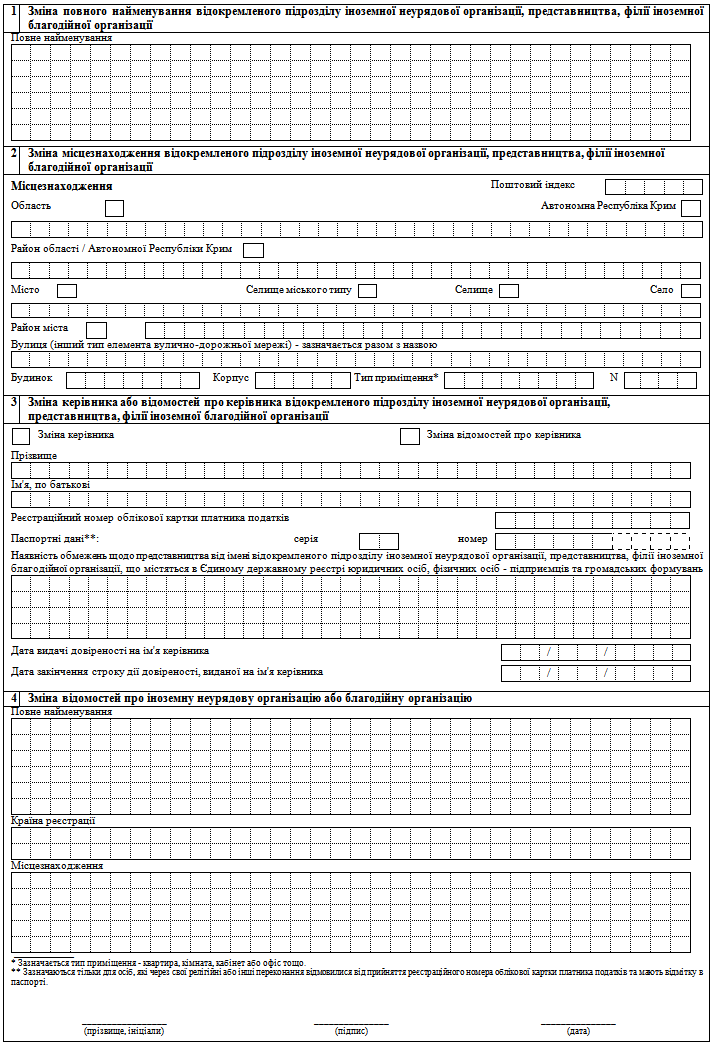 1 Зміна повного найменування відокремленого підрозділу іноземної неурядової організації, представництва, філії іноземної
благодійної організації
Повне найменування
2 Зміна місцезнаходження відокремленого підрозділу іноземної неурядової організації, представництва, філії іноземної
благодійної організації
Місцезнаходження Поштовий індекс
Область Автономна Республіка Крим
Район області / Автономної Республіки Крим
Місто Селище міського типу Селище Село
Район міста
Вулиця (інший тип елемента вулично-дорожньої мережі) - зазначається разом з назвою
Будинок Корпус Тип приміщення* N
3 Зміна керівника або відомостей про керівника відокремленого підрозділу іноземної неурядової організації,
представництва, філії іноземної благодійної організації
Зміна керівника Зміна відомостей про керівника
Прізвище
Ім'я, по батькові
Реєстраційний номер облікової картки платника податків
Паспортні дані**: серія номер
Наявність обмежень щодо представництва від імені відокремленого підрозділу іноземної неурядової організації, представництва, філії іноземної
благодійної організації, що містяться в Єдиному державному реєстрі юридичних осіб, фізичних осіб - підприємців та громадських формувань
Дата видачі довіреності на ім'я керівника / /
Дата закінчення строку дії довіреності, виданої на ім'я керівника / /
4 Зміна відомостей про іноземну неурядову організацію або благодійну організацію
Повне найменування
Країна реєстрації
Місцезнаходження
* Зазначається тип приміщення - квартира, кімната, кабінет або офіс тощо.
** Зазначаються тільки для осіб, які через свої релігійні або інші переконання відмовилися від прийняття реєстраційного номера облікової картки платника податків та мають відмітку в
паспорті.
(прізвище, ініціали) (підпис) (дата)